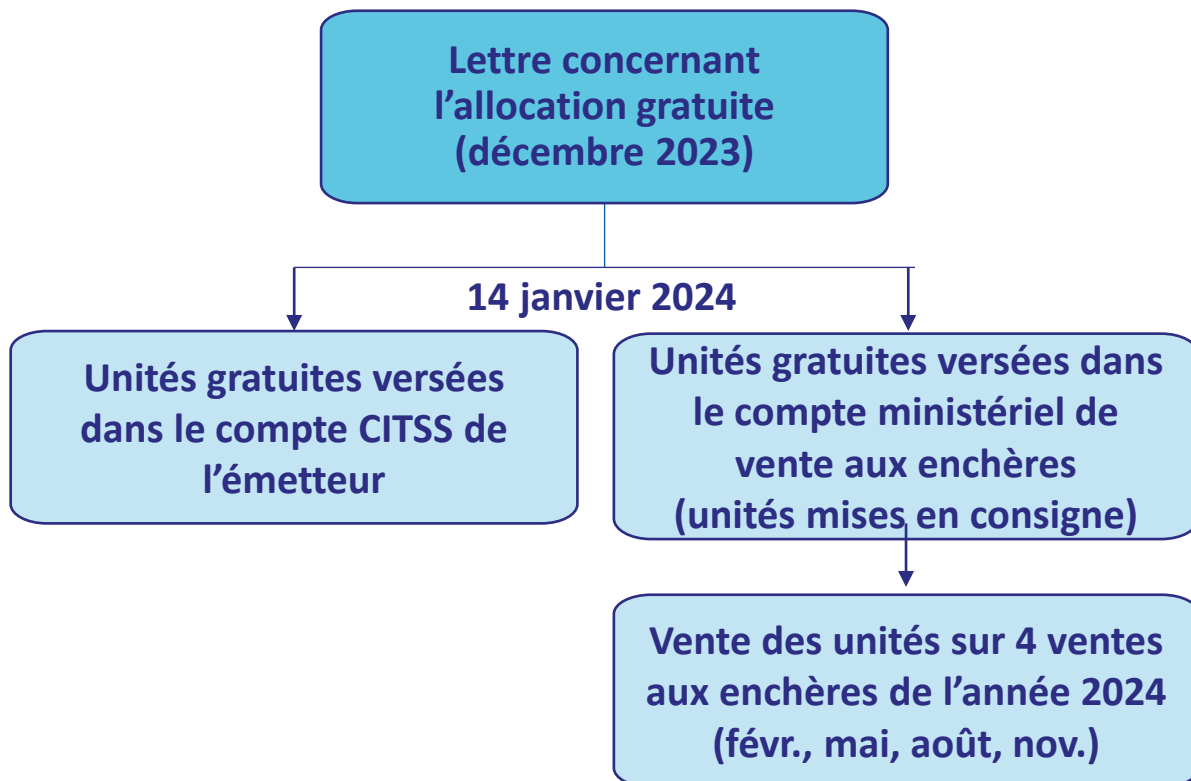 Lettre concernant
l’allocation gratuite
(décembre 2023)
14 janvier 2024
Unités gratuites versées
dans le compte CITSS de
l’émetteur
Unités gratuites versées dans
le compte ministériel de
vente aux enchères
(unités mises en consigne)
Vente des unités sur 4 ventes
aux enchères de l’année 2024
(févr., mai, août, nov.)